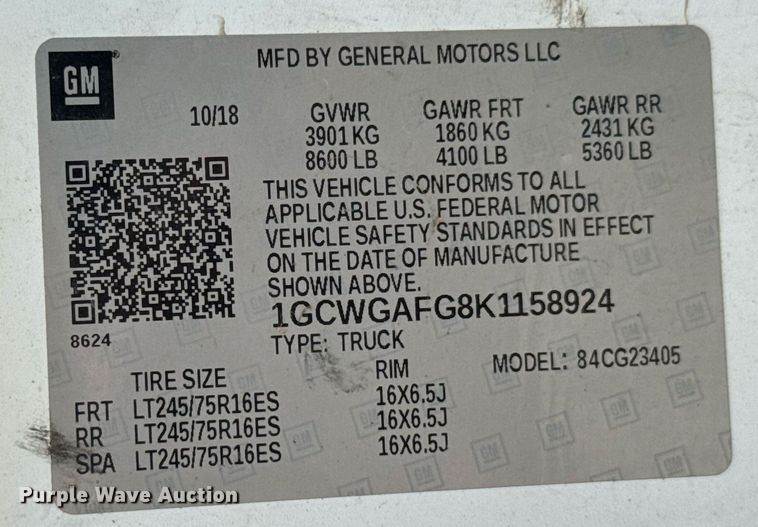 GM
MFD BY GENERAL MOTORS LLC
10/18 GVWR GAWR FRT GAWR RR
3901 KG 1860 KG 2431 KG
8600 LB 4100 LB 5360 LB
THIS VEHICLE CONFORMS TO ALL
APPLICABLE U.S. FEDERAL MOTOR
VEHICLE SAFETY STANDARDS IN EFFECT
ON THE DATE OF MANUFACTURE
SHOWN ABOVE.
1GCWGAFG8K1158924
8624
TYPE: TRUCK
MODEL: 84CG23405
TIRE SIZE RIM
FRT LT245/75R16ES 16X6.5J
RR LT245/75R16ES 16X6.5J
SPA LT245/75R16ES 16X6.5J
Purple Wave Auction